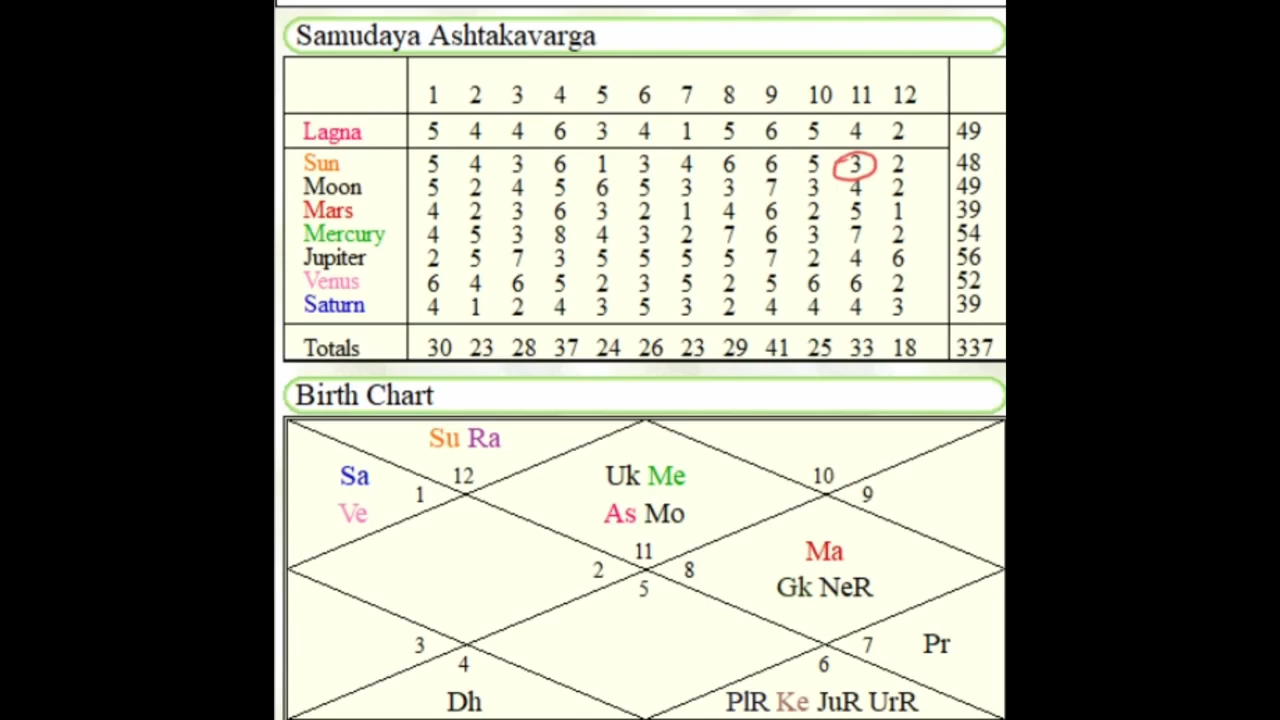 Samudaya Ashtakavarga
1 2 3 4 5 6 7 8 9 10 11 12
Lagna 5 4 4 6 3 4 1 5 6 5 4 2 49
Sun 5 4 3 6 1 3 4 6 6 5 3 2 48
Moon 5 2 4 5 6 5 3 3 7 3 4 2 49
Mars 4 2 3 6 3 2 1 4 6 2 5 1 39
Mercury 4 5 3 8 4 3 2 7 6 3 7 2 54
Jupiter 2 5 7 3 5 5 5 5 7 2 4 6 56
Venus 6 4 6 5 2 3 5 2 5 6 6 2 52
Saturn 4 1 2 4 3 5 3 2 4 4 4 3 39
Totals 30 23 28 37 24 26 23 29 41 25 33 18 337
Birth Chart
Su Ra
Sa 12 Uk Me 10
1 9
Ve As Mo
11 Ma
2 8
5 Gk NeR
3 7 Pr
4 6
Dh PlR Ke JuR UrR